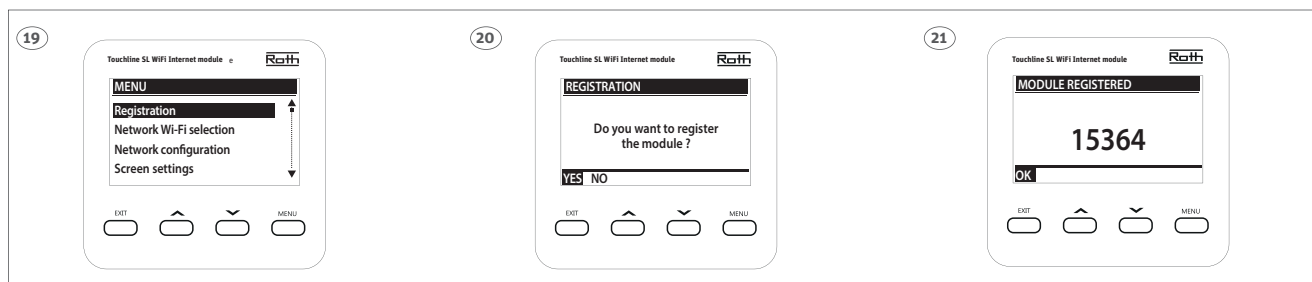 19
Touchline SL WiFi Internet module e
Roth
MENU
Registration
Network Wi-Fi selection
Network configuration
Screen settings
EXIT
MENU
20
Touchline SL WiFi Internet module
Roth
REGISTRATION
Do you want to register
the module ?
YES NO
EXIT
MENU
21
Touchline SL WiFi Internet module
Roth
MODULE REGISTERED
15364
OK
EXIT
MENU